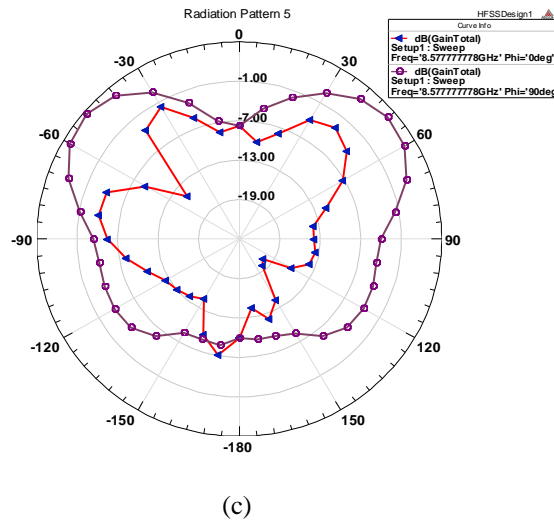 Radiation Pattern 5
HFSSDesign1
Curve Info
dB(GainTotal)
Setup1 : Sweep
Freq='8.577777778GHz' Phi='0deg'
dB(GainTotal)
Setup1 : Sweep
Freq='8.577777778GHz' Phi='90deg'
0
-30
30
-1.00
-7.00
-60
60
-13.00
-19.00
-90
90
-120
120
-150
150
-180
(c)